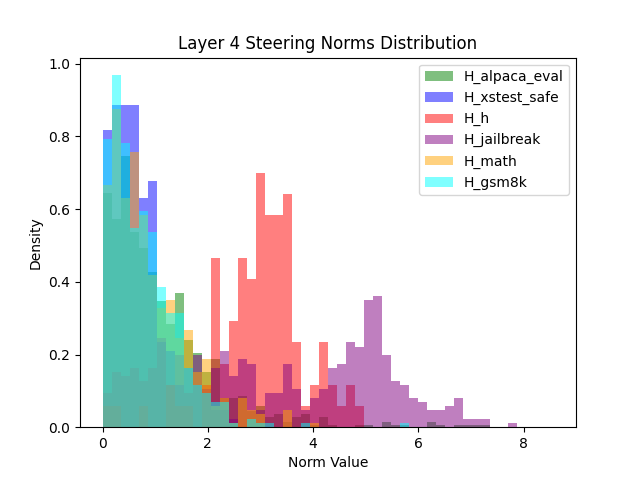 Layer 4 Steering Norms Distribution
1.0
0.8
0.6
0.4
0.2
0.0
Density
0
2
4
6
8
Norm Value
H_alpaca_eval
H_xstest_safe
H_h
H_jailbreak
H_math
H_gsm8k